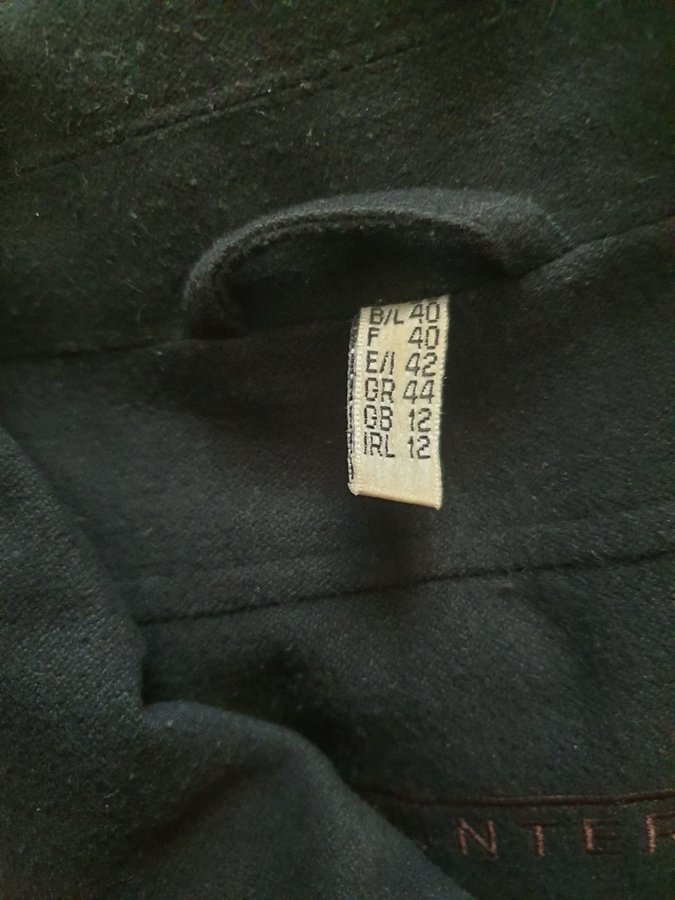 B/L 40
F 40
E/I 42
GR 44
GB 12
IRL 12
NTER